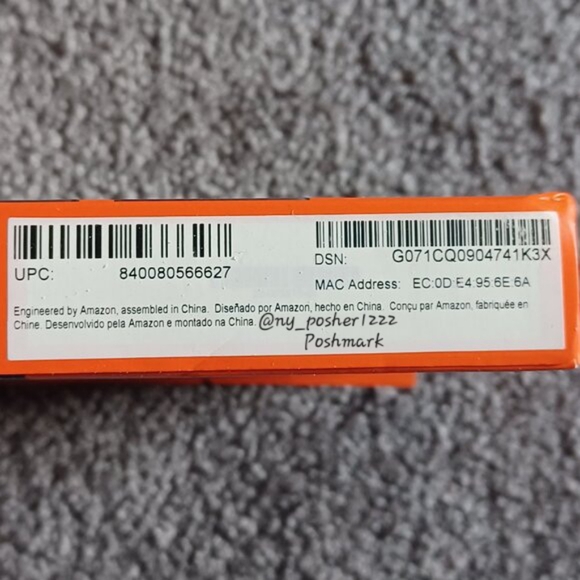 UPC: 840080566627
DSN: G071CQ0904741K3X
MAC Address: EC:0D E4:95:6E:6A
Engineered by Amazon, assembled in China. Diseñado por Amazon, hecho en China. Conçu par Amazon, fabriquée en
Chine. Desenvolvido pela Amazon e montado na China. @ny_posher1222
Poshmark